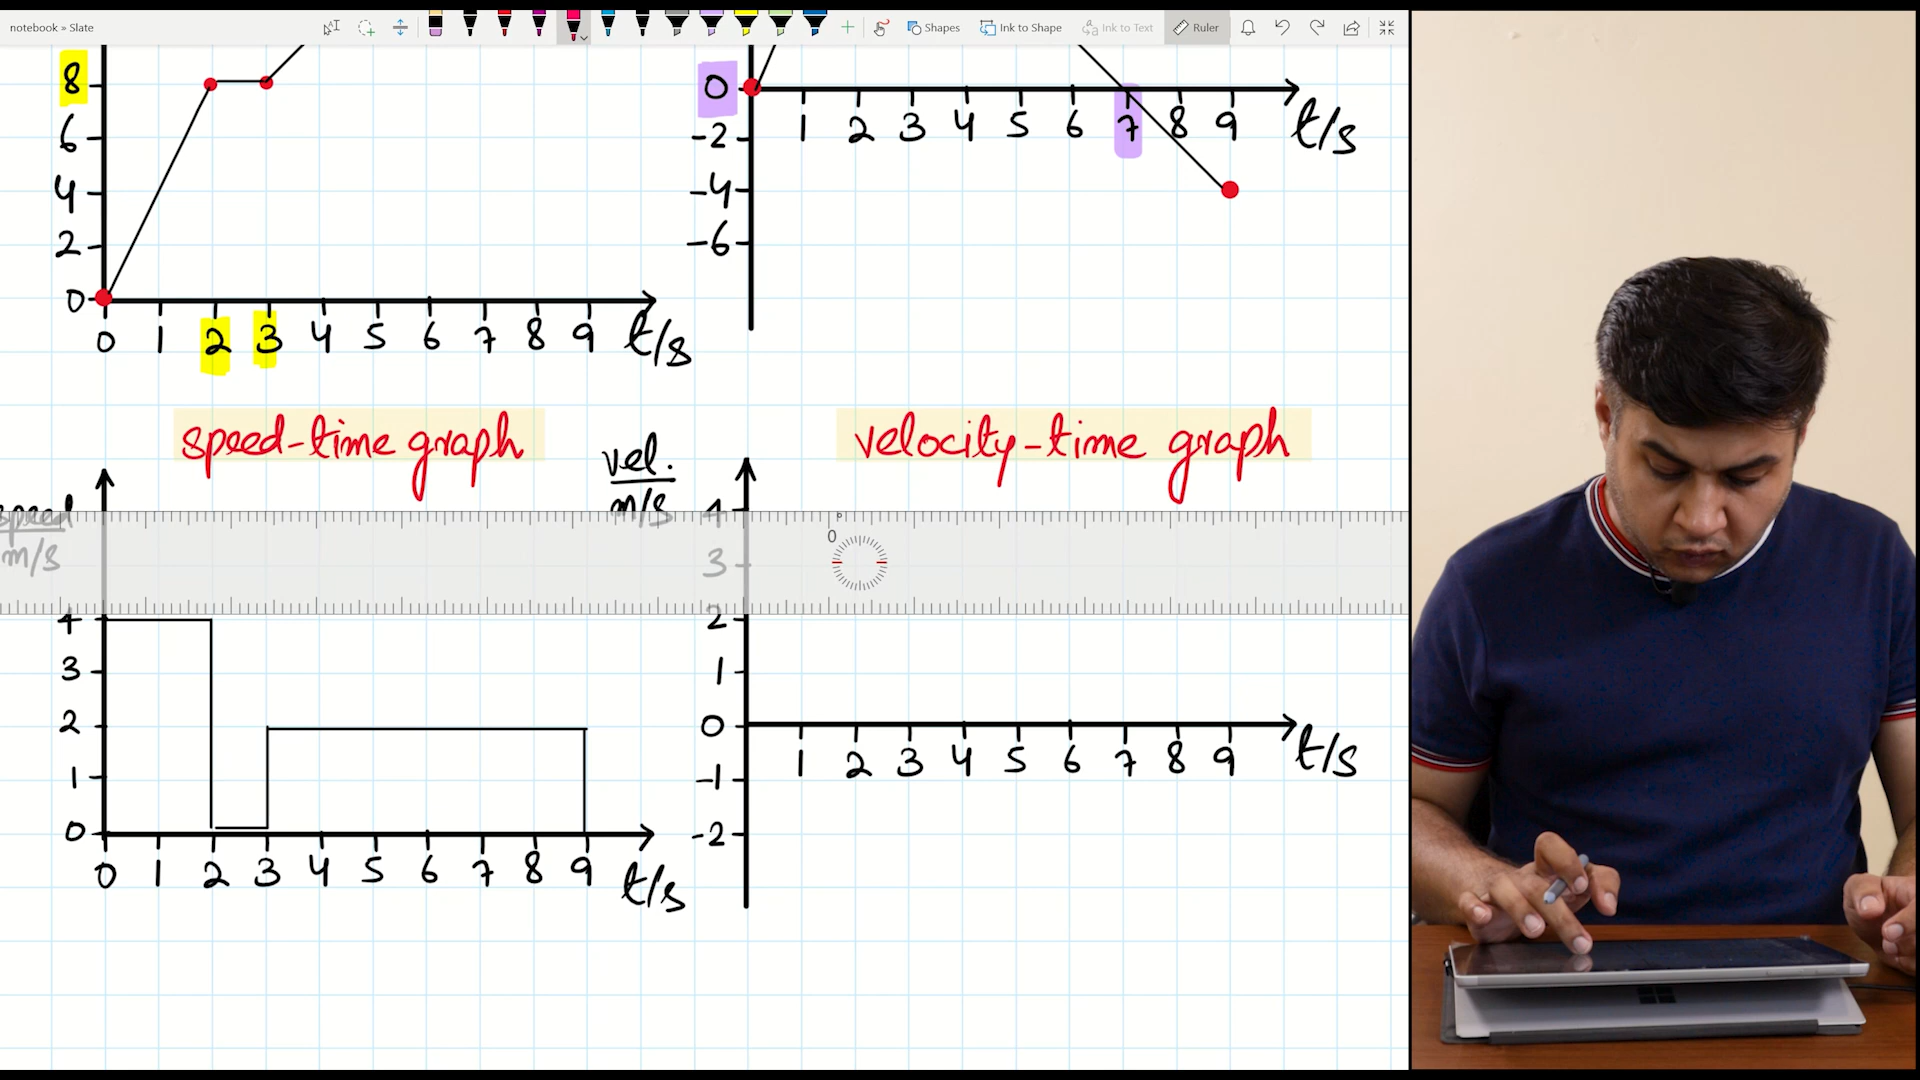 notebook » Slate
Shapes
Ink to Shape
Ink to Text
Ruler
8
6
4
2
0
0 1 2 3 4 5 6 7 8 9 t/s
0
-2
-4
-6
1 2 3 4 5 6 7 8 9 t/s
speed-time graph
speed
m/s
4
3
2
1
0
0 1 2 3 4 5 6 7 8 9 t/s
velocity-time graph
vel.
m/s
4
3
2
1
0
-1
-2
1 2 3 4 5 6 7 8 9 t/s
0°